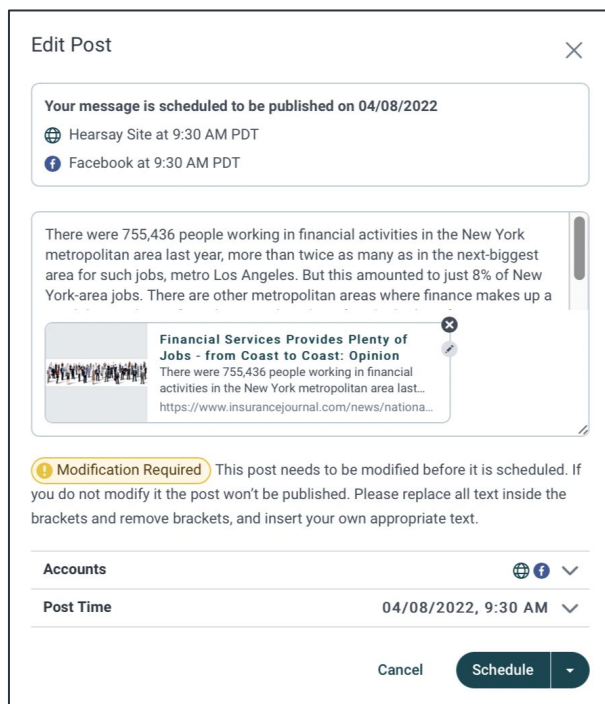 Edit Post
Your message is scheduled to be published on 04/08/2022
Hearsay Site at 9:30 AM PDT
Facebook at 9:30 AM PDT
There were 755,436 people working in financial activities in the New York
metropolitan area last year, more than twice as many as in the next-biggest
area for such jobs, metro Los Angeles. But this amounted to just 8% of New
York-area jobs. There are other metropolitan areas where finance makes up a
Financial Services Provides Plenty of
Jobs - from Coast to Coast: Opinion
There were 755,436 people working in financial
activities in the New York metropolitan area last...
https://www.insurancejournal.com/news/nationa...
Modification Required This post needs to be modified before it is scheduled. If
you do not modify it the post won't be published. Please replace all text inside the
brackets and remove brackets, and insert your own appropriate text.
Accounts
Post Time 04/08/2022, 9:30 AM
Cancel Schedule